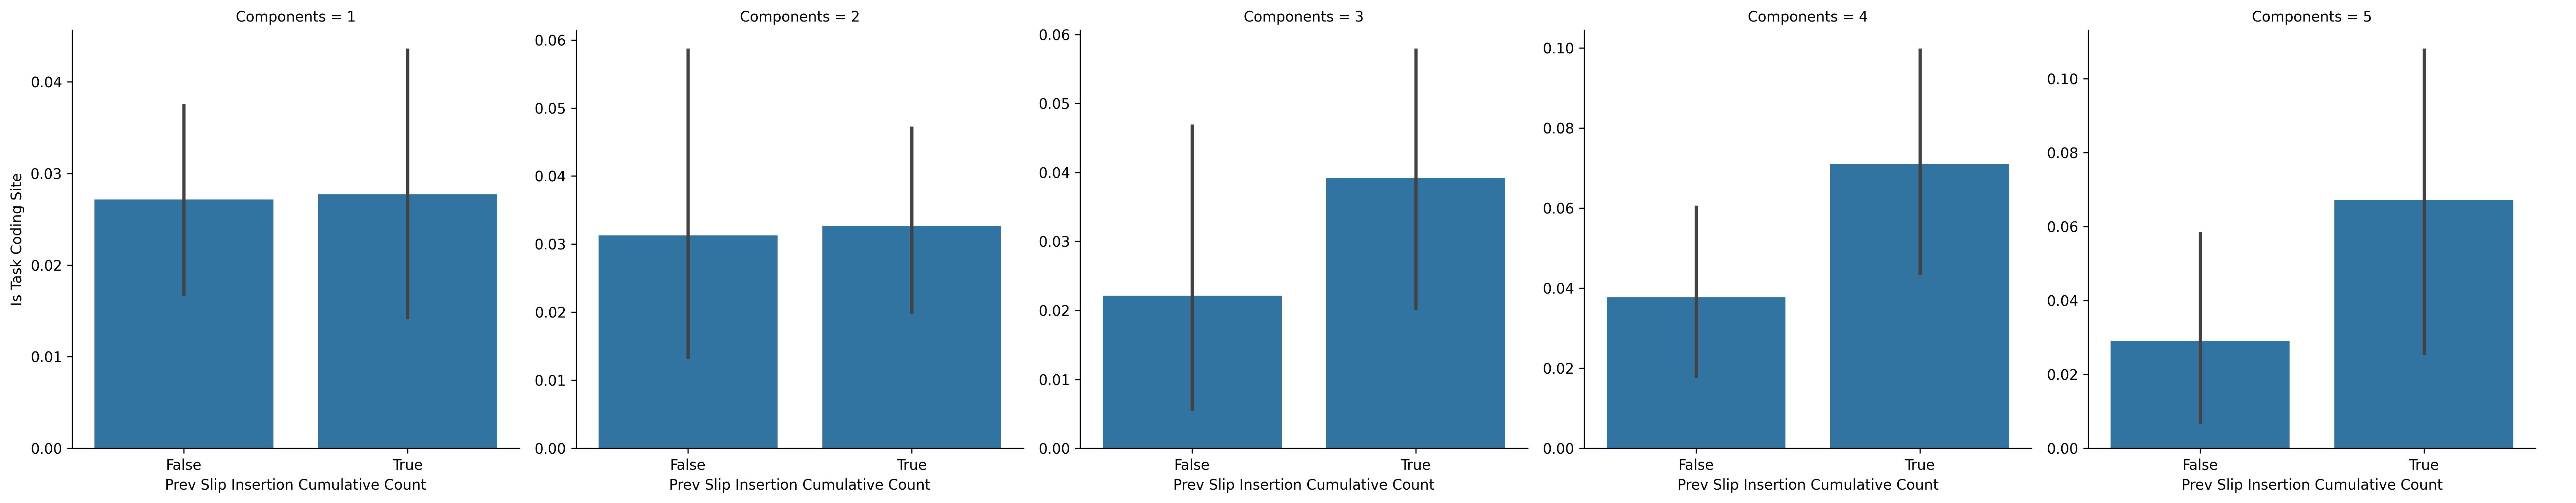 Components = 1
Components = 2
Components = 3
Components = 4
Components = 5
Is Task Coding Site
0.04
0.03
0.02
0.01
0.00
False
True
Prev Slip Insertion Cumulative Count
0.06
0.05
0.04
0.03
0.02
0.01
0.00
False
True
Prev Slip Insertion Cumulative Count
0.06
0.05
0.04
0.03
0.02
0.01
0.00
False
True
Prev Slip Insertion Cumulative Count
0.10
0.08
0.06
0.04
0.02
0.00
False
True
Prev Slip Insertion Cumulative Count
0.10
0.08
0.06
0.04
0.02
0.00
False
True
Prev Slip Insertion Cumulative Count